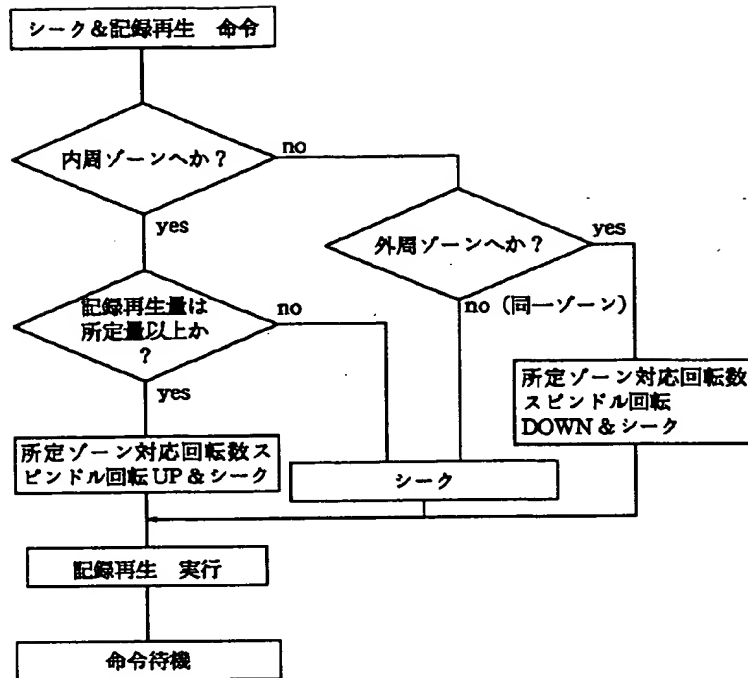 シーク&記録再生 命令
内周ゾーンへか?
no
yes
外周ゾーンへか?
yes
記録再生量は
所定量以上か
?
no
no(同一ゾーン)
yes
所定ゾーン対応回転数
スピンドル回転
DOWN&シーク
所定ゾーン対応回転数ス
ピンドル回転UP&シーク
シーク
記録再生 実行
命令待機